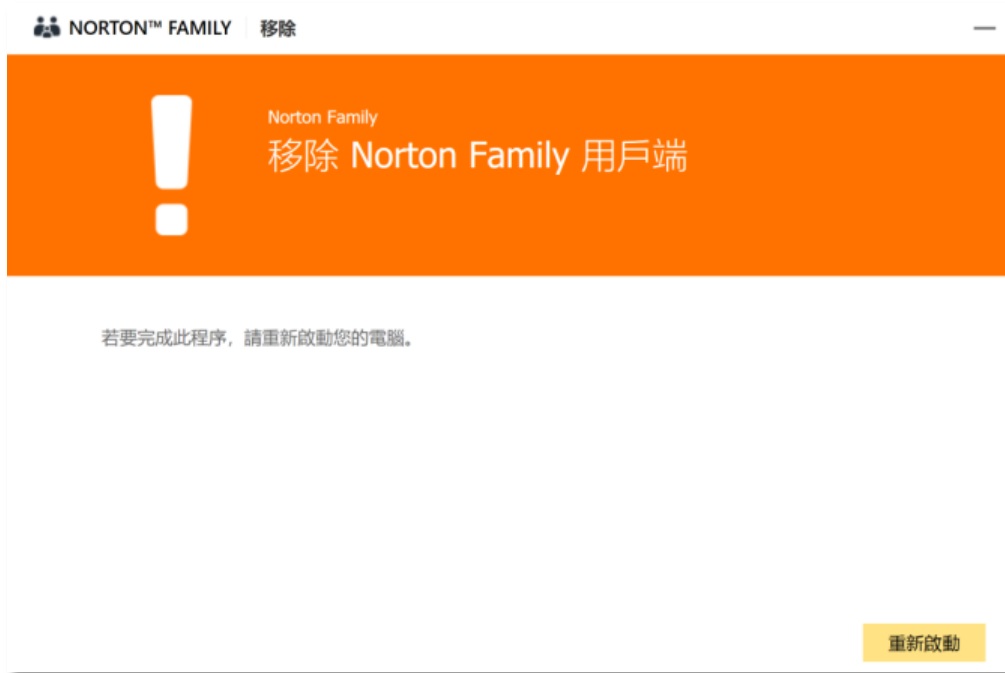 NORTON™ FAMILY 移除
Norton Family
移除 Norton Family 用戶端
若要完成此程序，請重新啟動您的電腦。
重新啟動